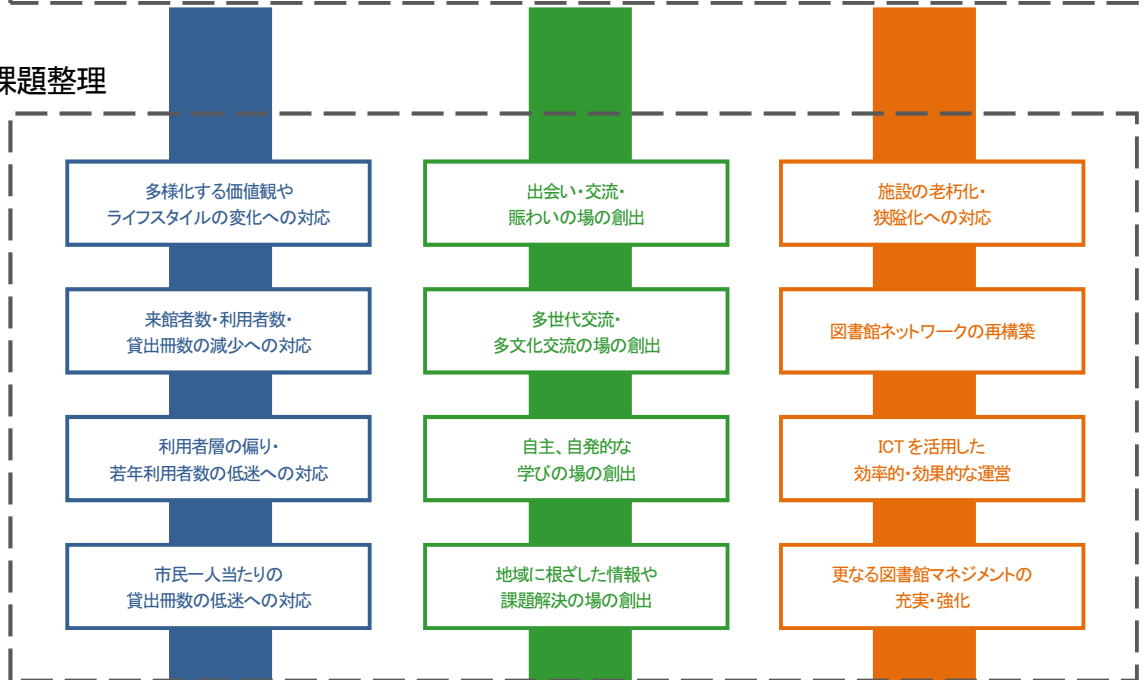 課題整理
多様化する価値観や
ライフスタイルの変化への対応
来館者数・利用者数・
貸出冊数の減少への対応
利用者層の偏り・
若年利用者数の低迷への対応
市民一人当たりの
貸出冊数の低迷への対応
出会い・交流・
賑わいの場の創出
多世代交流・
多文化交流の場の創出
自主、自発的な
学びの場の創出
地域に根ざした情報や
課題解決の場の創出
施設の老朽化・
狭隘化への対応
図書館ネットワークの再構築
ICTを活用した
効率的・効果的な運営
更なる図書館マネジメントの
充実・強化